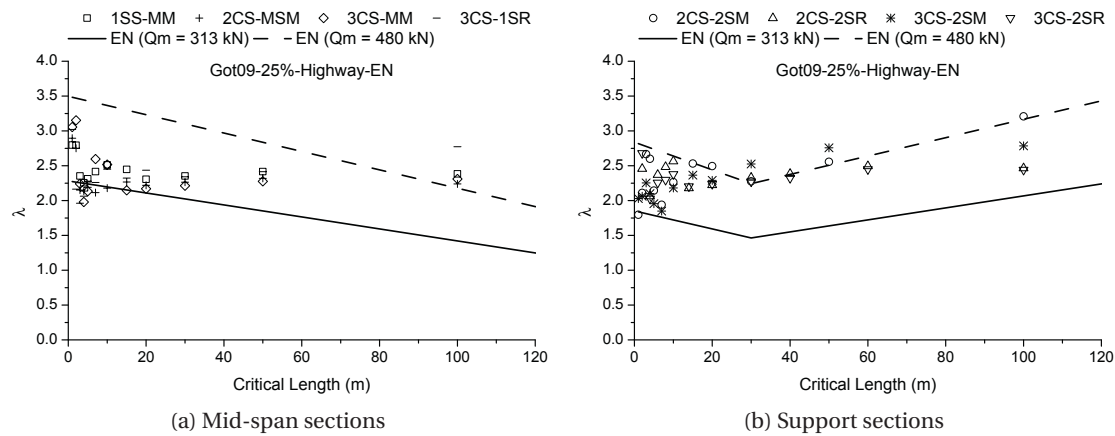 1SS-MM 2CS-MSM 3CS-MM 3CS-1SR
EN (Qm = 313 kN) EN (Qm = 480 kN)
Got09-25%-Highway-EN
4.0
3.5
3.0
2.5
2.0
1.5
1.0
0.5
0.0
λ
0 20 40 60 80 100 120
Critical Length (m)
(a) Mid-span sections
2CS-2SM 2CS-2SR 3CS-2SM 3CS-2SR
EN (Qm = 313 kN) EN (Qm = 480 kN)
Got09-25%-Highway-EN
4.0
3.5
3.0
2.5
2.0
1.5
1.0
0.5
0.0
λ
0 20 40 60 80 100 120
Critical Length (m)
(b) Support sections